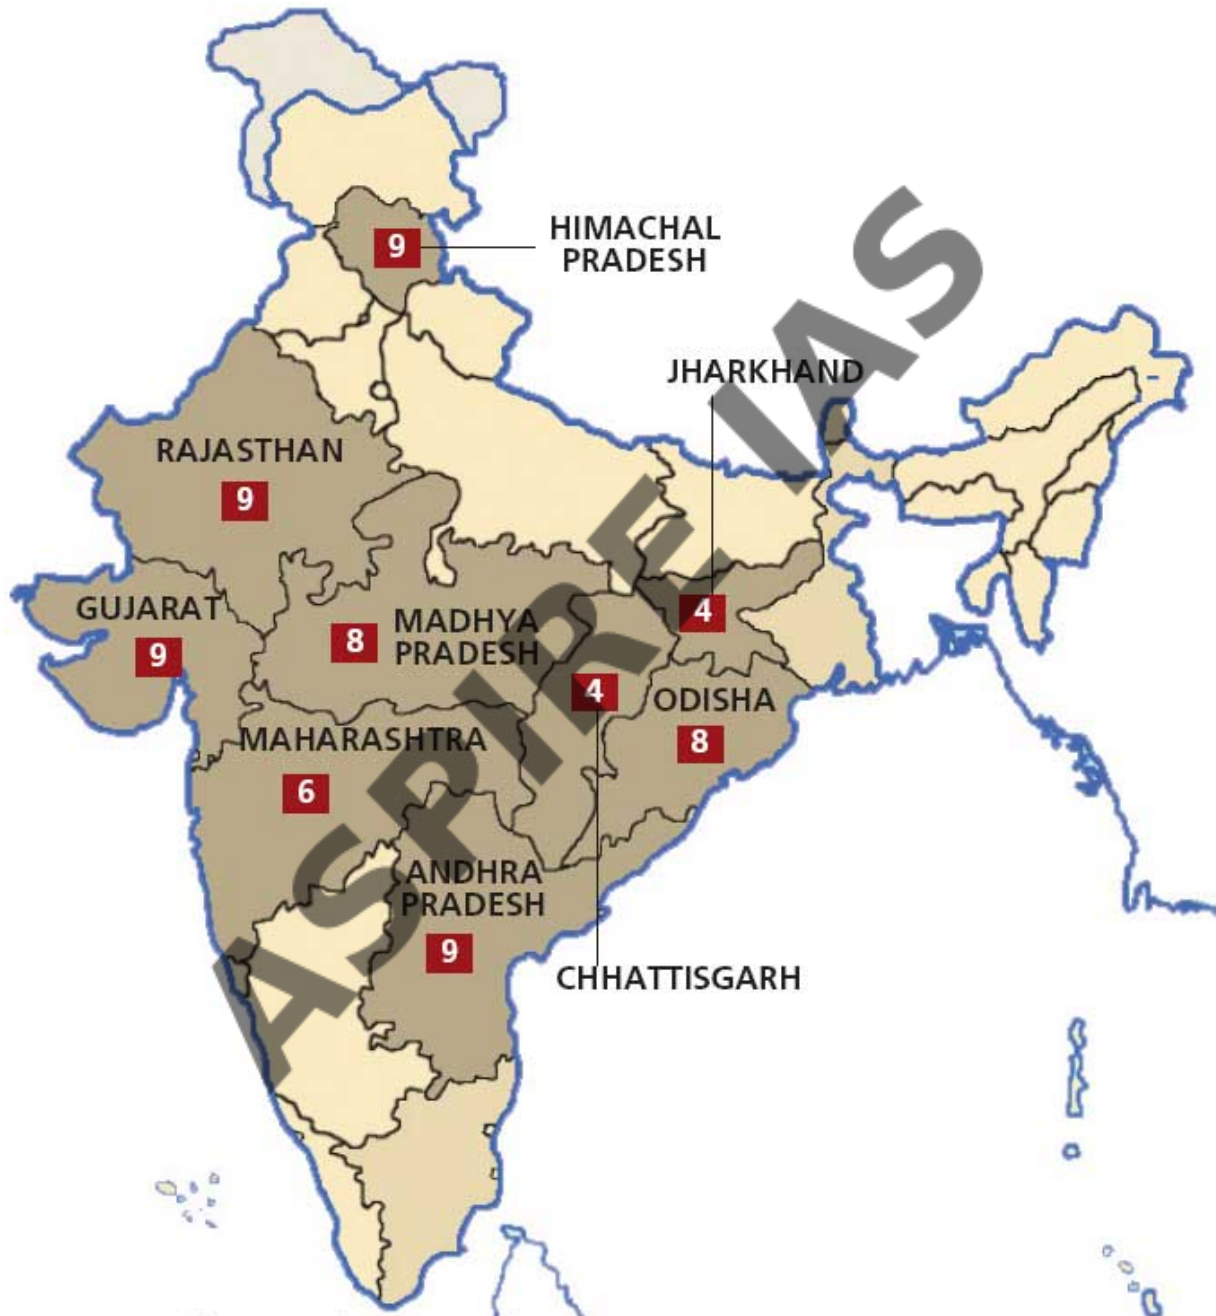 9
HIMACHAL
PRADESH
JHARKHAND
RAJASTHAN
9
GUJARAT
9
8
MADHYA
PRADESH
4
4
ODISHA
8
MAHARASHTRA
6
ANDHRA
PRADESH
9
CHHATTISGARH
ASPIRE IAS